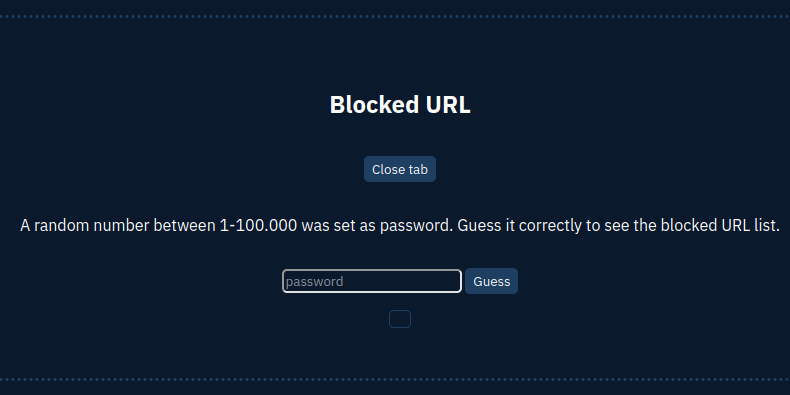 Blocked URL
Close tab
A random number between 1-100.000 was set as password. Guess it correctly to see the blocked URL list.
password Guess